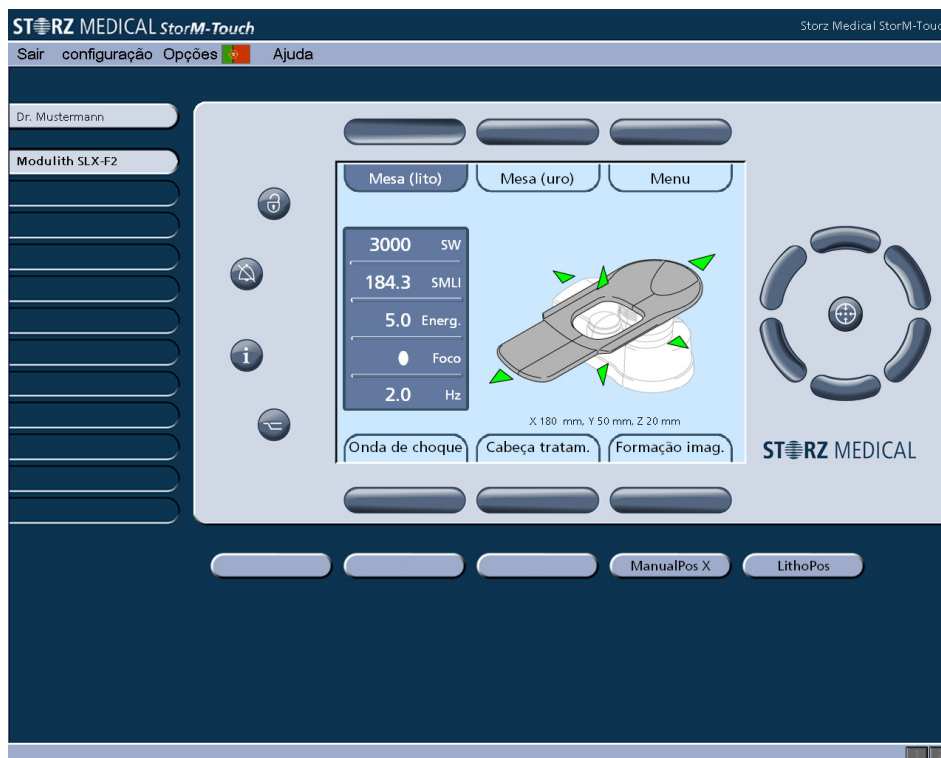 STORZ MEDICAL StorM-Touch
Storz Medical StorM-Touc
Sair configuração Opções Ajuda
Dr. Mustermann
Modulith SLX-F2
Mesa (lito)
Mesa (uro)
Menu
3000 SW
184.3 SMLI
5.0 Energ.
Foco
2.0 Hz
X 180 mm, Y 50 mm, Z 20 mm
Onda de choque
Cabeça tratam.
Formação imag.
STORZ MEDICAL
ManualPos X
LithoPos